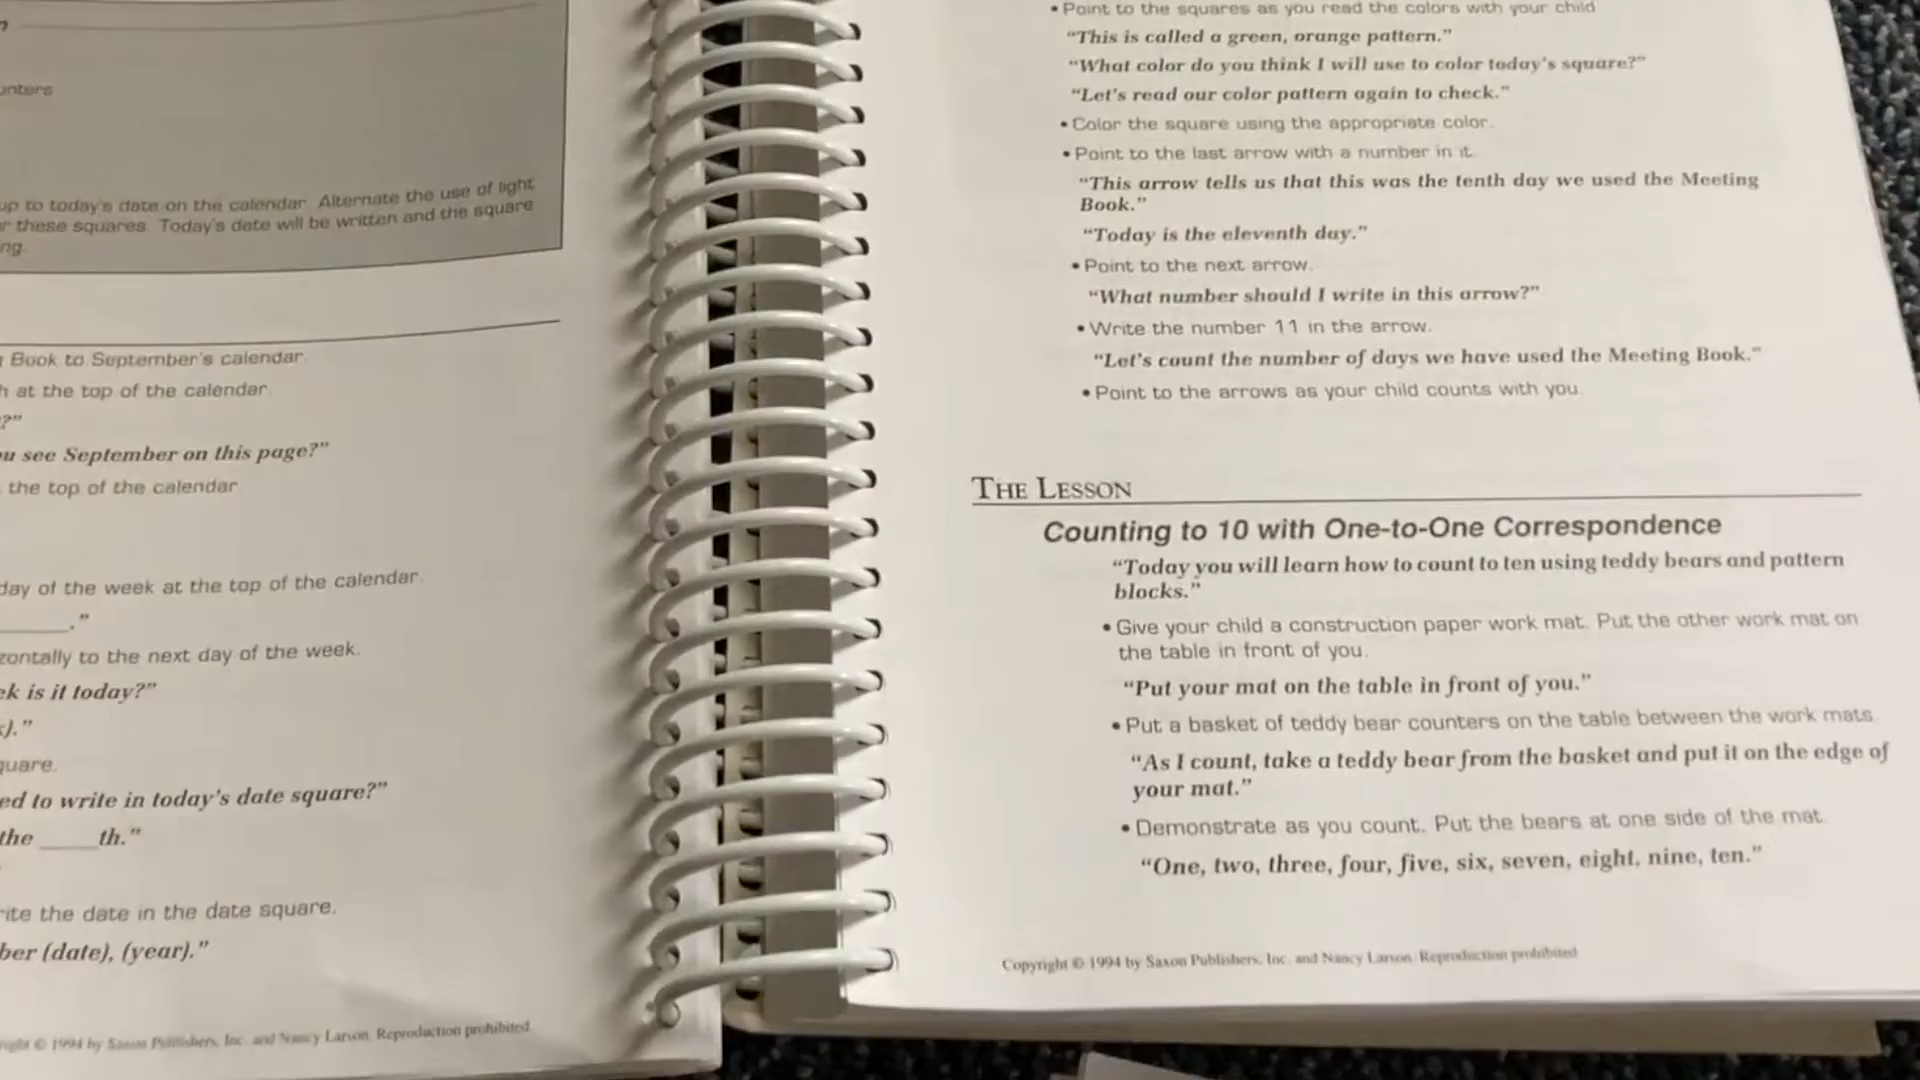 up to today's date on the calendar. Alternate the use of light
these squares. Today's date will be written and the square
Book to September's calendar.
at the top of the calendar.
?"
see September on this page?"
the top of the calendar
day of the week at the top of the calendar.
_____."
to the next day of the week.
is it today?"
."
to write in today's date square?"
the _____th."
the date in the date square.
(date), (year)."
© 1994 by Saxon Publishers, Inc. and Nancy Larson. Reproduction prohibited.
• Point to the squares as you read the colors with your child
"This is called a green, orange pattern."
"What color do you think I will use to color today's square?"
"Let's read our color pattern again to check."
• Color the square using the appropriate color.
• Point to the last arrow with a number in it.
"This arrow tells us that this was the tenth day we used the Meeting
Book."
"Today is the eleventh day."
• Point to the next arrow.
"What number should I write in this arrow?"
• Write the number 11 in the arrow.
"Let's count the number of days we have used the Meeting Book."
• Point to the arrows as your child counts with you.
THE LESSON
Counting to 10 with One-to-One Correspondence
"Today you will learn how to count to ten using teddy bears and pattern
blocks."
• Give your child a construction paper work mat. Put the other work mat on
the table in front of you.
"Put your mat on the table in front of you."
• Put a basket of teddy bear counters on the table between the work mats.
"As I count, take a teddy bear from the basket and put it on the edge of
your mat."
• Demonstrate as you count. Put the bears at one side of the mat.
"One, two, three, four, five, six, seven, eight, nine, ten."
Copyright © 1994 by Saxon Publishers, Inc. and Nancy Larson. Reproduction prohibited.